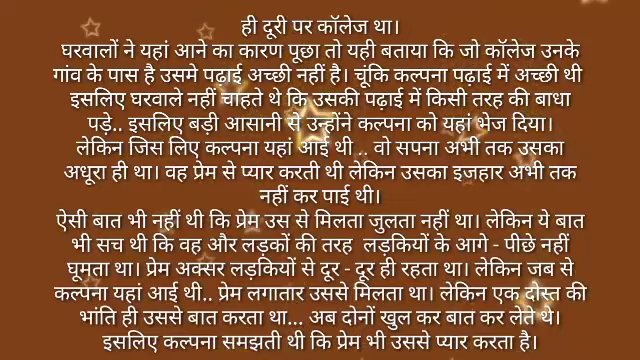 ही दूरी पर कॉलेज था।
घरवालों ने यहां आने का कारण पूछा तो यही बताया कि जो कॉलेज उनके
गांव के पास है उसमे पढ़ाई अच्छी नहीं है। चूंकि कल्पना पढ़ाई में अच्छी थी
इसलिए घरवाले नहीं चाहते थे कि उसकी पढ़ाई में किसी तरह की बाधा
पड़े.. इसलिए बड़ी आसानी से उन्होंने कल्पना को यहां भेज दिया।
लेकिन जिस लिए कल्पना यहां आई थी .. वो सपना अभी तक उसका
अधूरा ही था। वह प्रेम से प्यार करती थी लेकिन उसका इजहार अभी तक
नहीं कर पाई थी।
ऐसी बात भी नहीं थी कि प्रेम उस से मिलता जुलता नहीं था। लेकिन ये बात
भी सच थी कि वह और लड़कों की तरह लड़कियों के आगे - पीछे नहीं
घूमता था। प्रेम अक्सर लड़कियों से दूर - दूर ही रहता था। लेकिन जब से
कल्पना यहां आई थी.. प्रेम लगातार उससे मिलता था। लेकिन एक दोस्त की
भांति ही उससे बात करता था... अब दोनों खुल कर बात कर लेते थे।
इसलिए कल्पना समझती थी कि प्रेम भी उससे प्यार करता है।